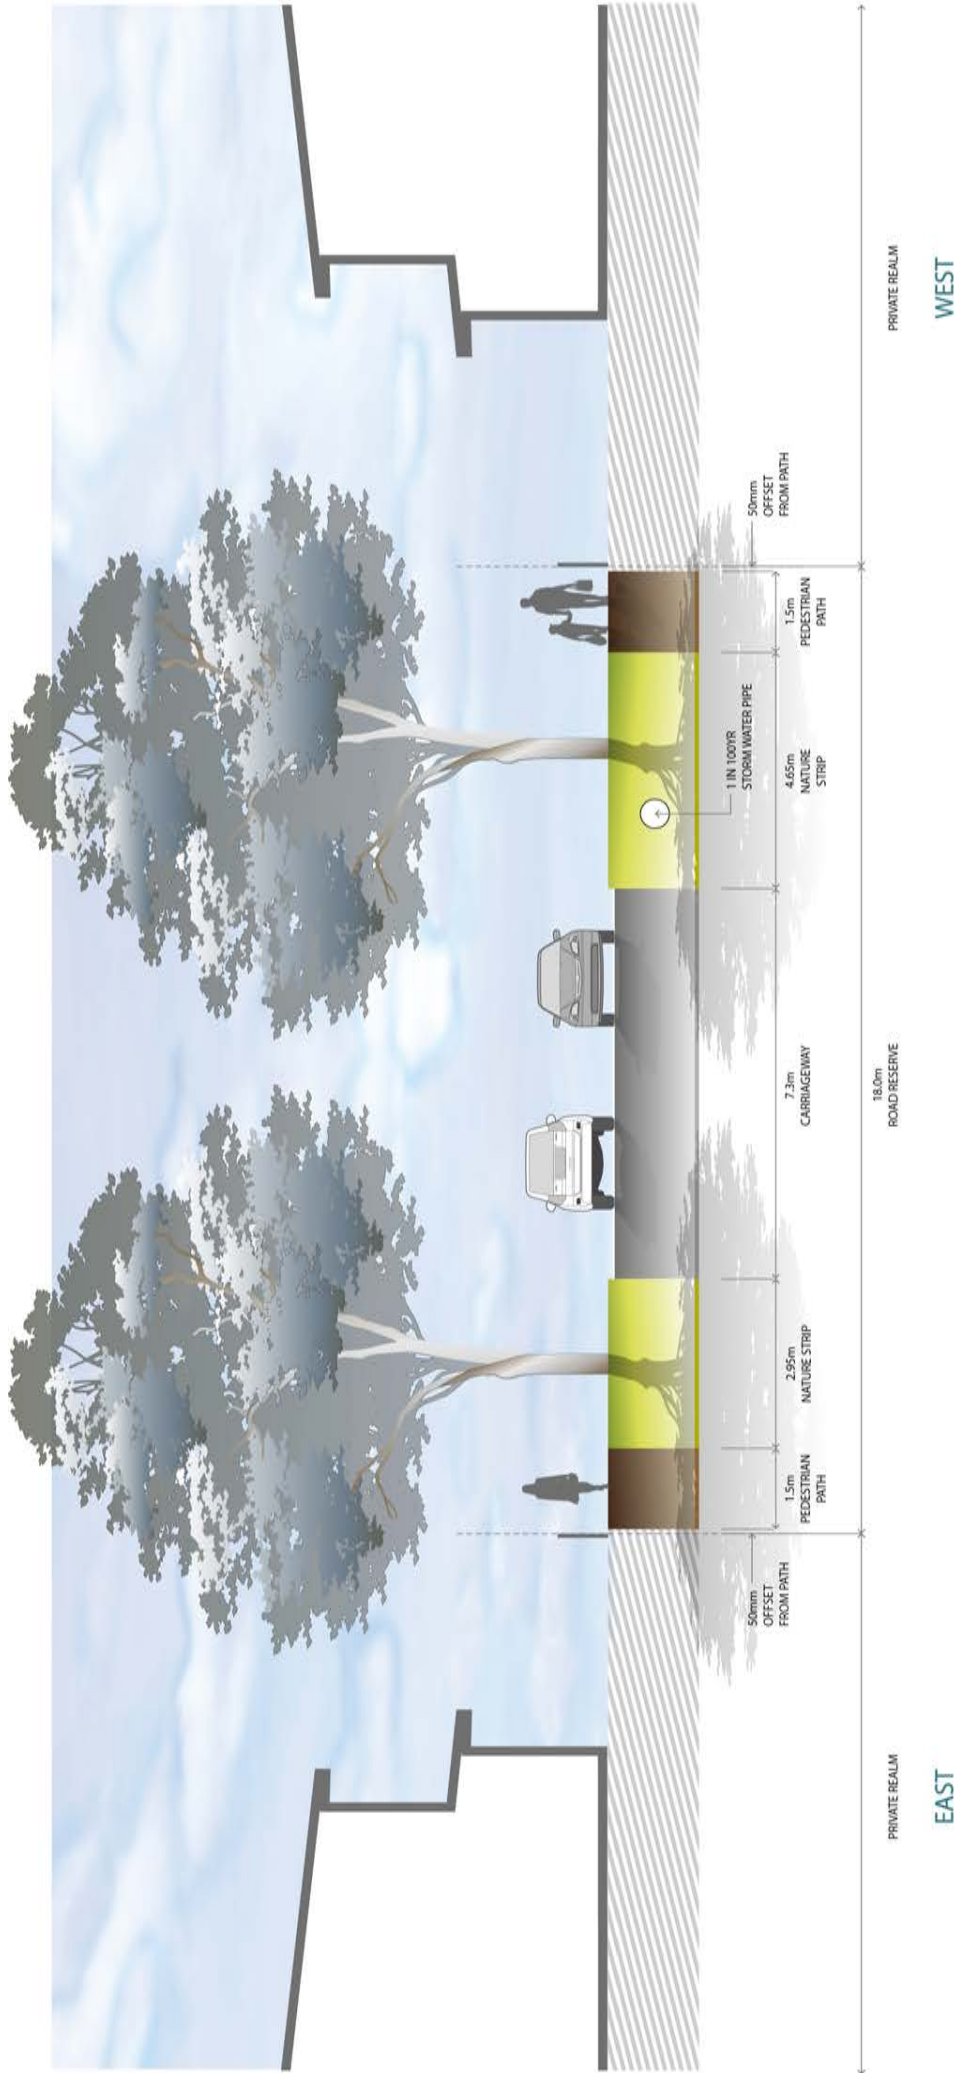 50mm
OFFSET
FROM PATH
50mm
OFFSET
FROM PATH
1 IN 100YR
STORM WATER PIPE
1.5m
PEDESTRIAN
PATH
2.95m
NATURE STRIP
7.3m
CARRIAGEWAY
4.65m
NATURE
STRIP
1.5m
PEDESTRIAN
PATH
PRIVATE REALM
18.0m
ROAD RESERVE
PRIVATE REALM
EAST
WEST